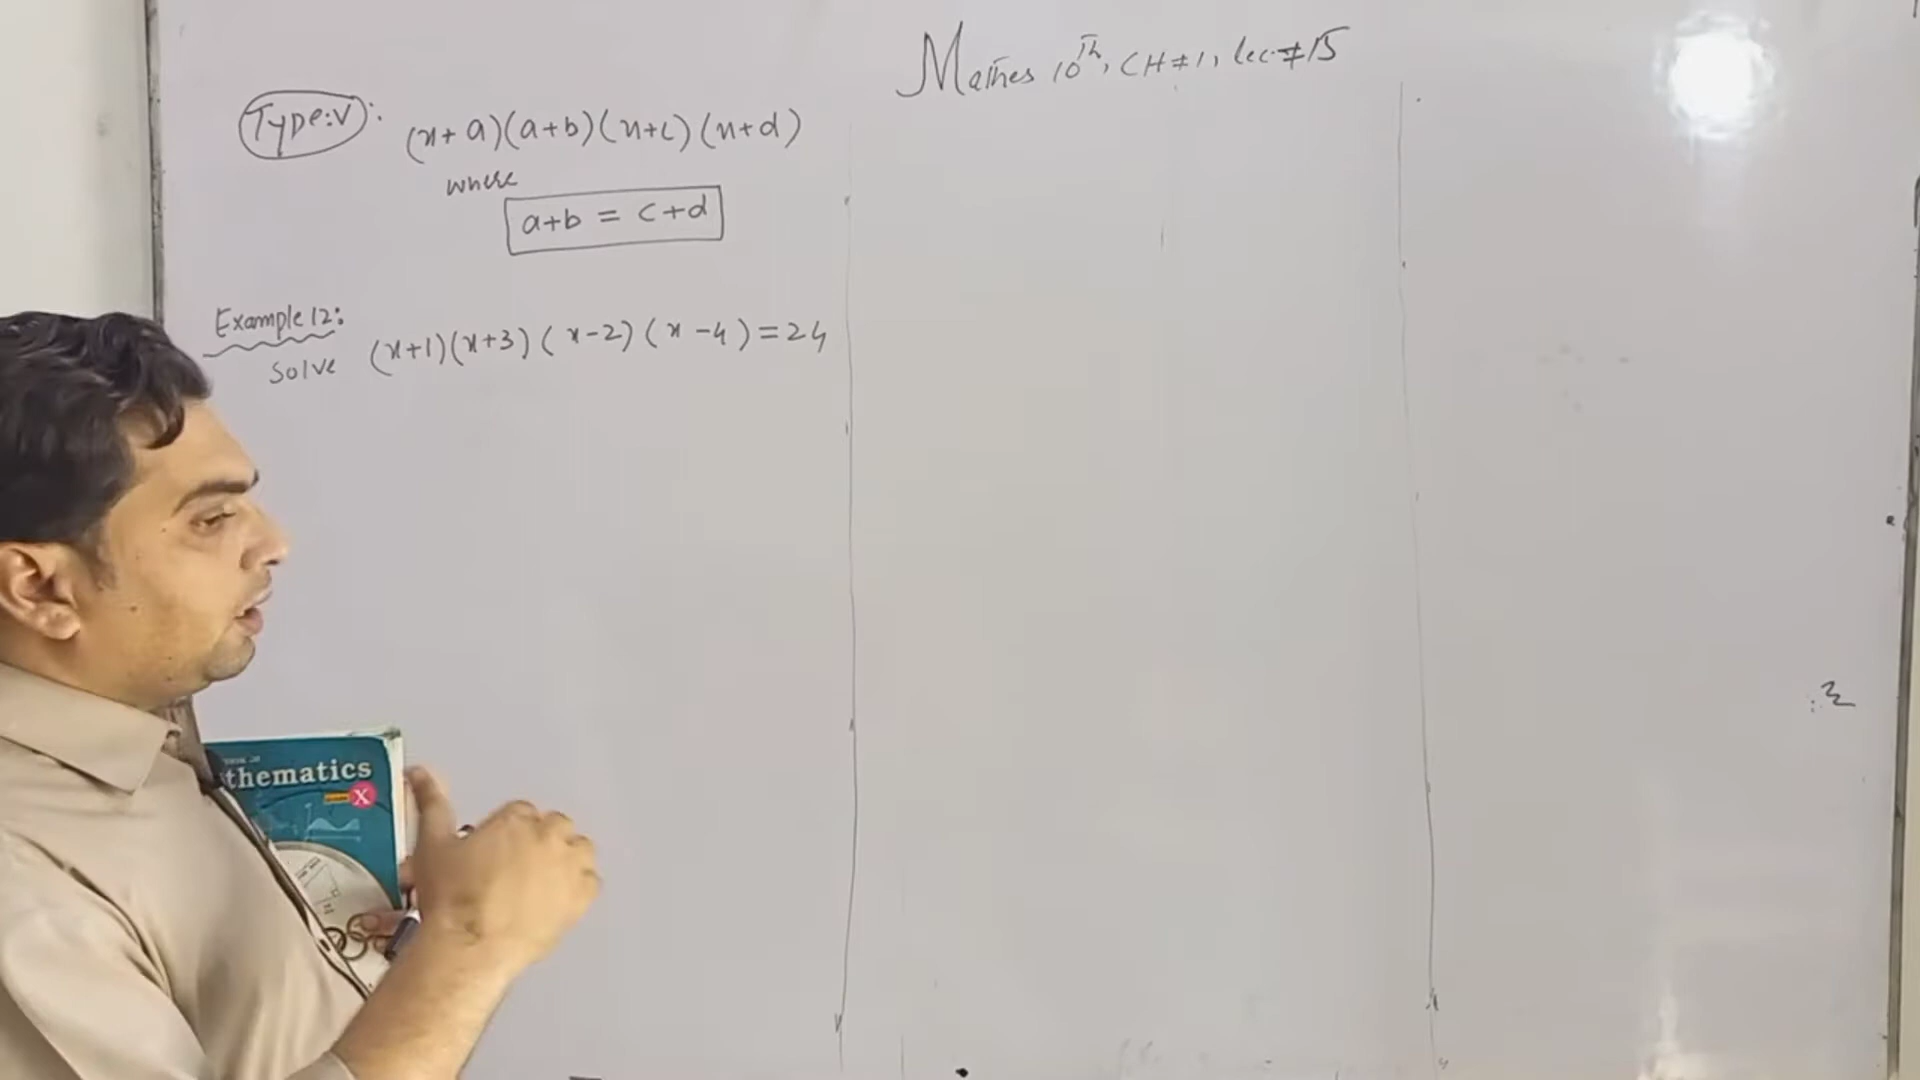 Mathes 10th, CH#1, lec#15
Type:V:
(x+a)(a+b)(x+c)(x+d)
where
a+b = c+d
Example 12:
Solve (x+1)(x+3)(x-2)(x-4)=24
thematics
X